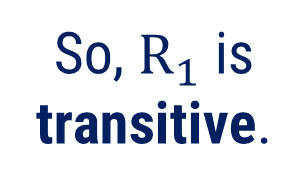 So, R₁ is
transitive.